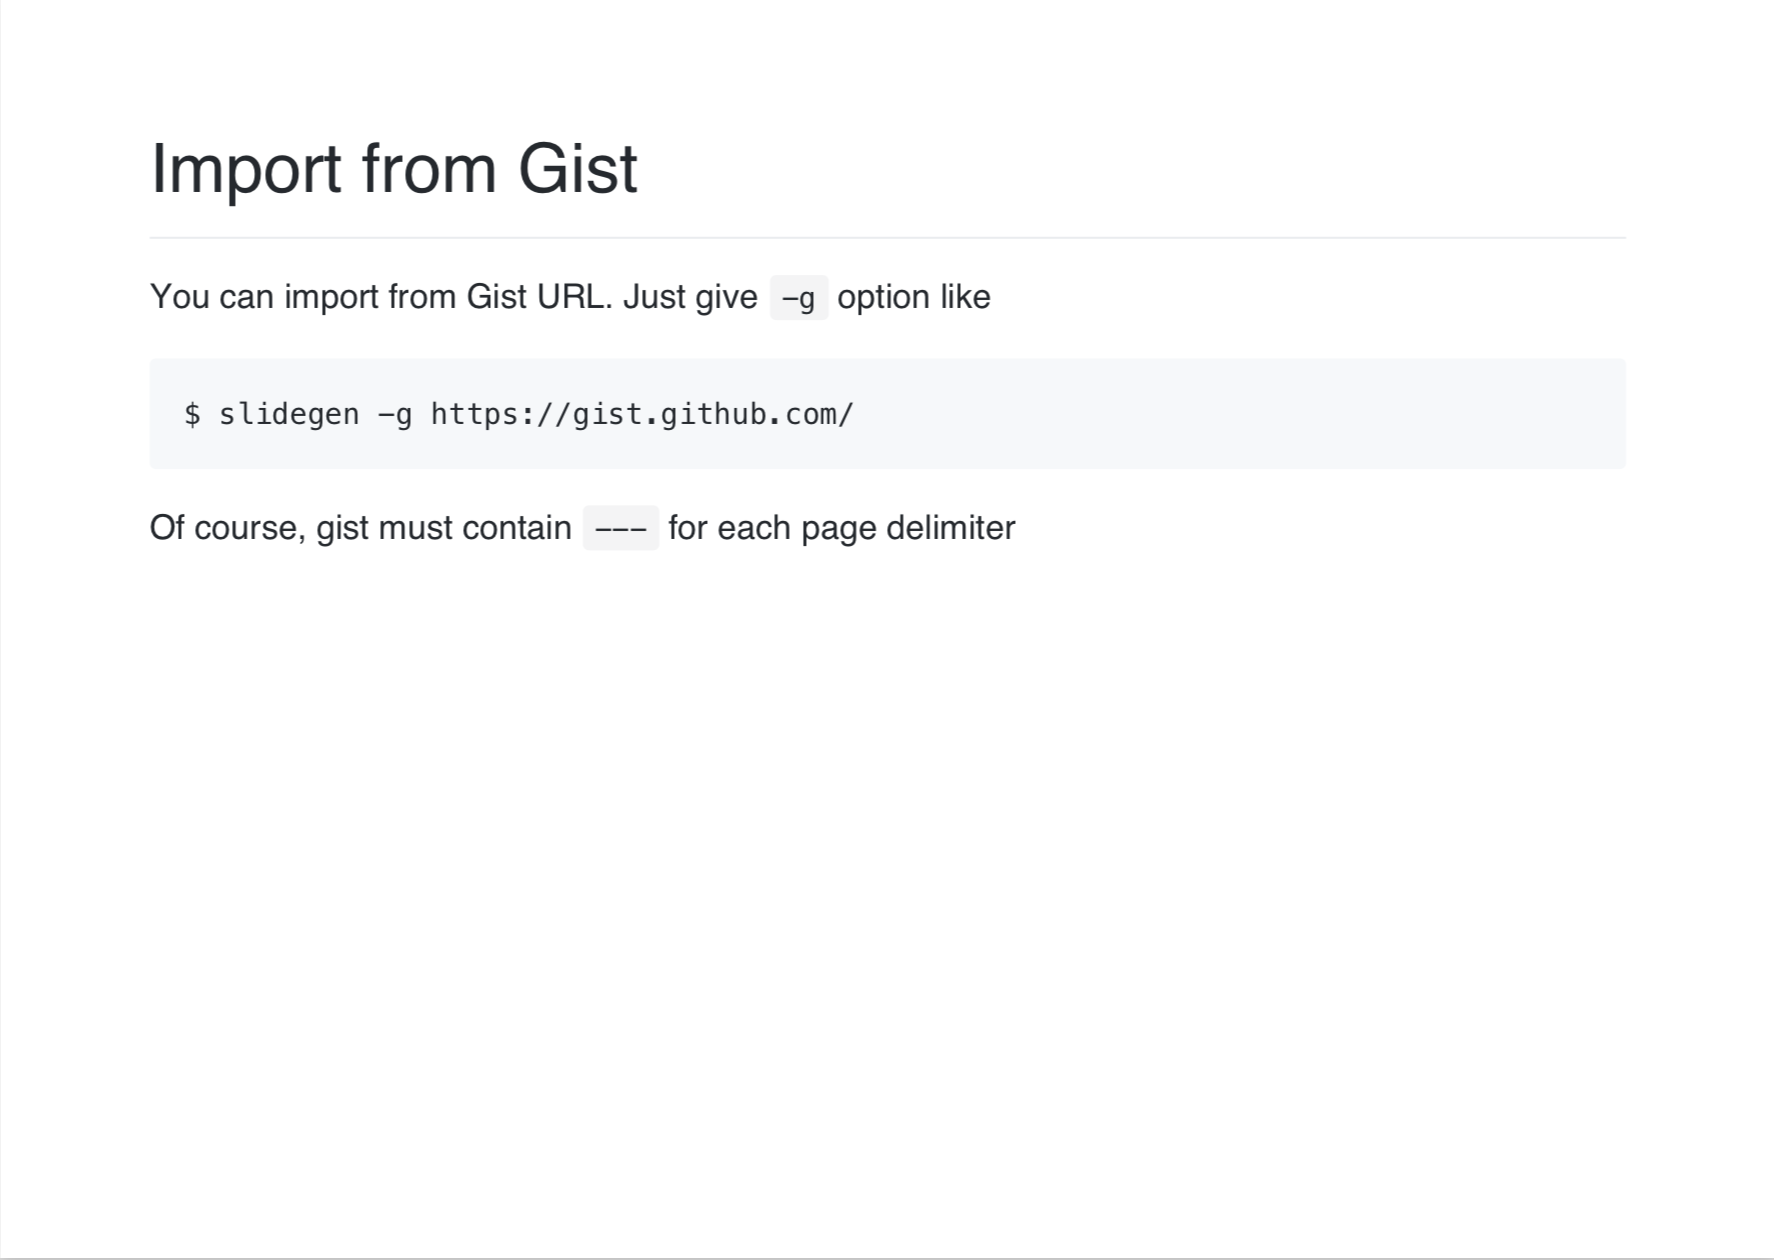 Import from Gist
You can import from Gist URL. Just give -g option like
$ slidegen -g https://gist.github.com/
Of course, gist must contain --- for each page delimiter